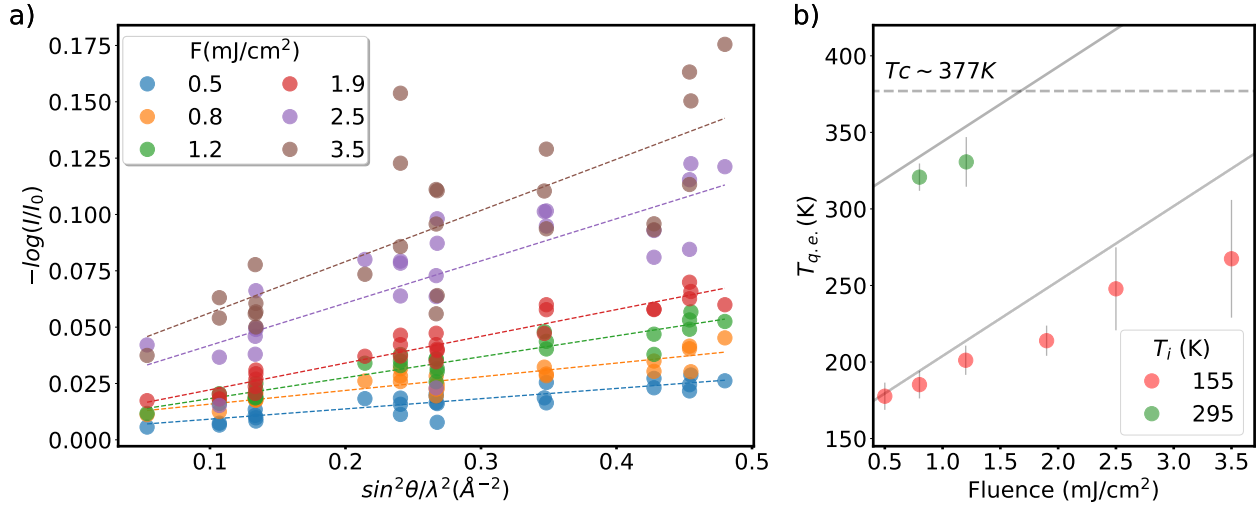 a)
F(mJ/cm²)
0.5 1.9
0.8 2.5
1.2 3.5
0.175
0.150
0.125
0.100
0.075
0.050
0.025
0.000
−log(I/I₀)
0.1 0.2 0.3 0.4 0.5
sin²θ/λ²(Å⁻²)
b)
Tc ~ 377K
400
350
300
250
200
150
T_{q.e.} (K)
T_i (K)
155
295
0.5 1.0 1.5 2.0 2.5 3.0 3.5
Fluence (mJ/cm²)